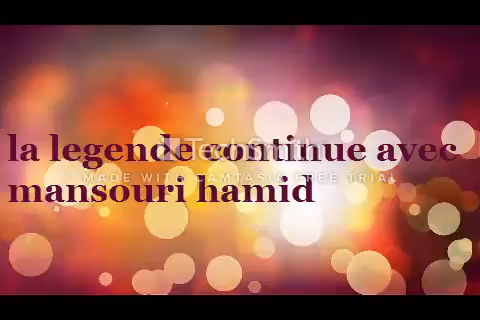 la legende continue avec
mansouri hamid
MADE WITH CAMTASIA FREE TRIAL